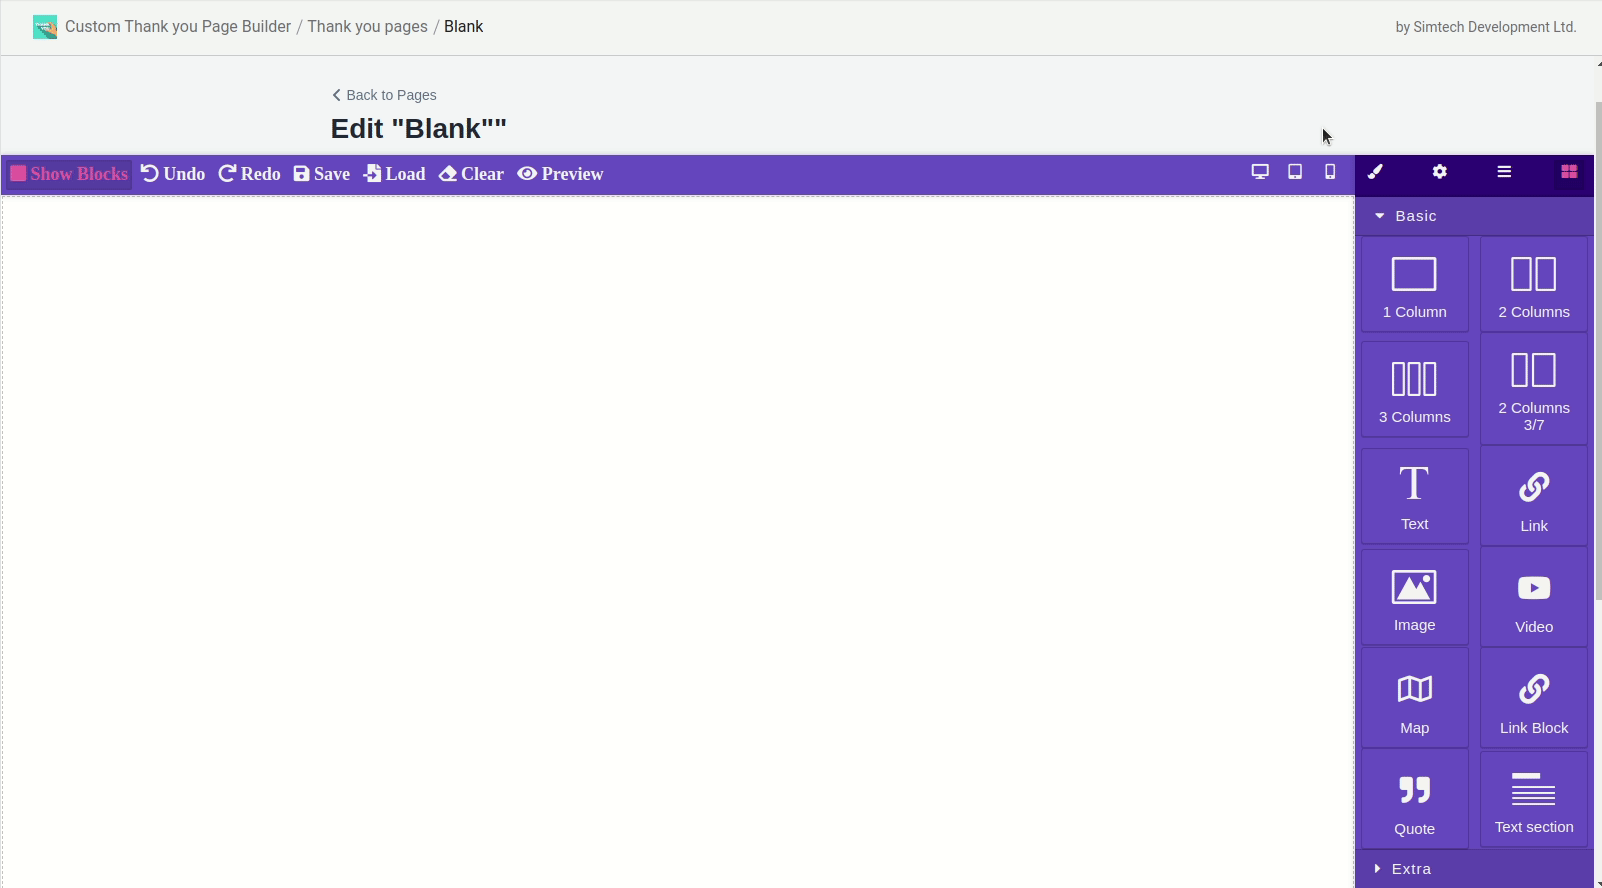 Custom Thank you Page Builder / Thank you pages / Blank
by Simtech Development Ltd.
Back to Pages
Edit "Blank""
Show Blocks Undo Redo Save Load Clear Preview
Basic
1 Column
2 Columns
3 Columns
2 Columns
3/7
Text
Link
Image
Video
Map
Link Block
Quote
Text section
Extra